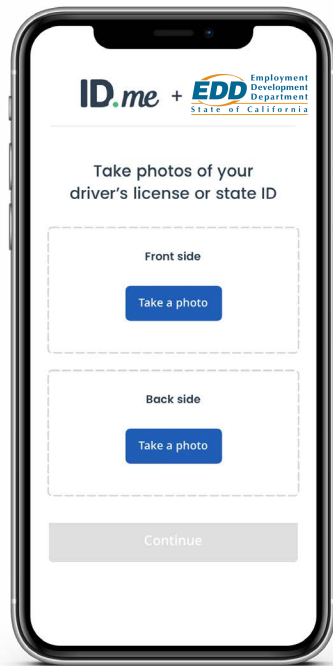 ID.me + EDD Employment
Development
Department
State of California
Take photos of your
driver's license or state ID
Front side
Take a photo
Back side
Take a photo
Continue